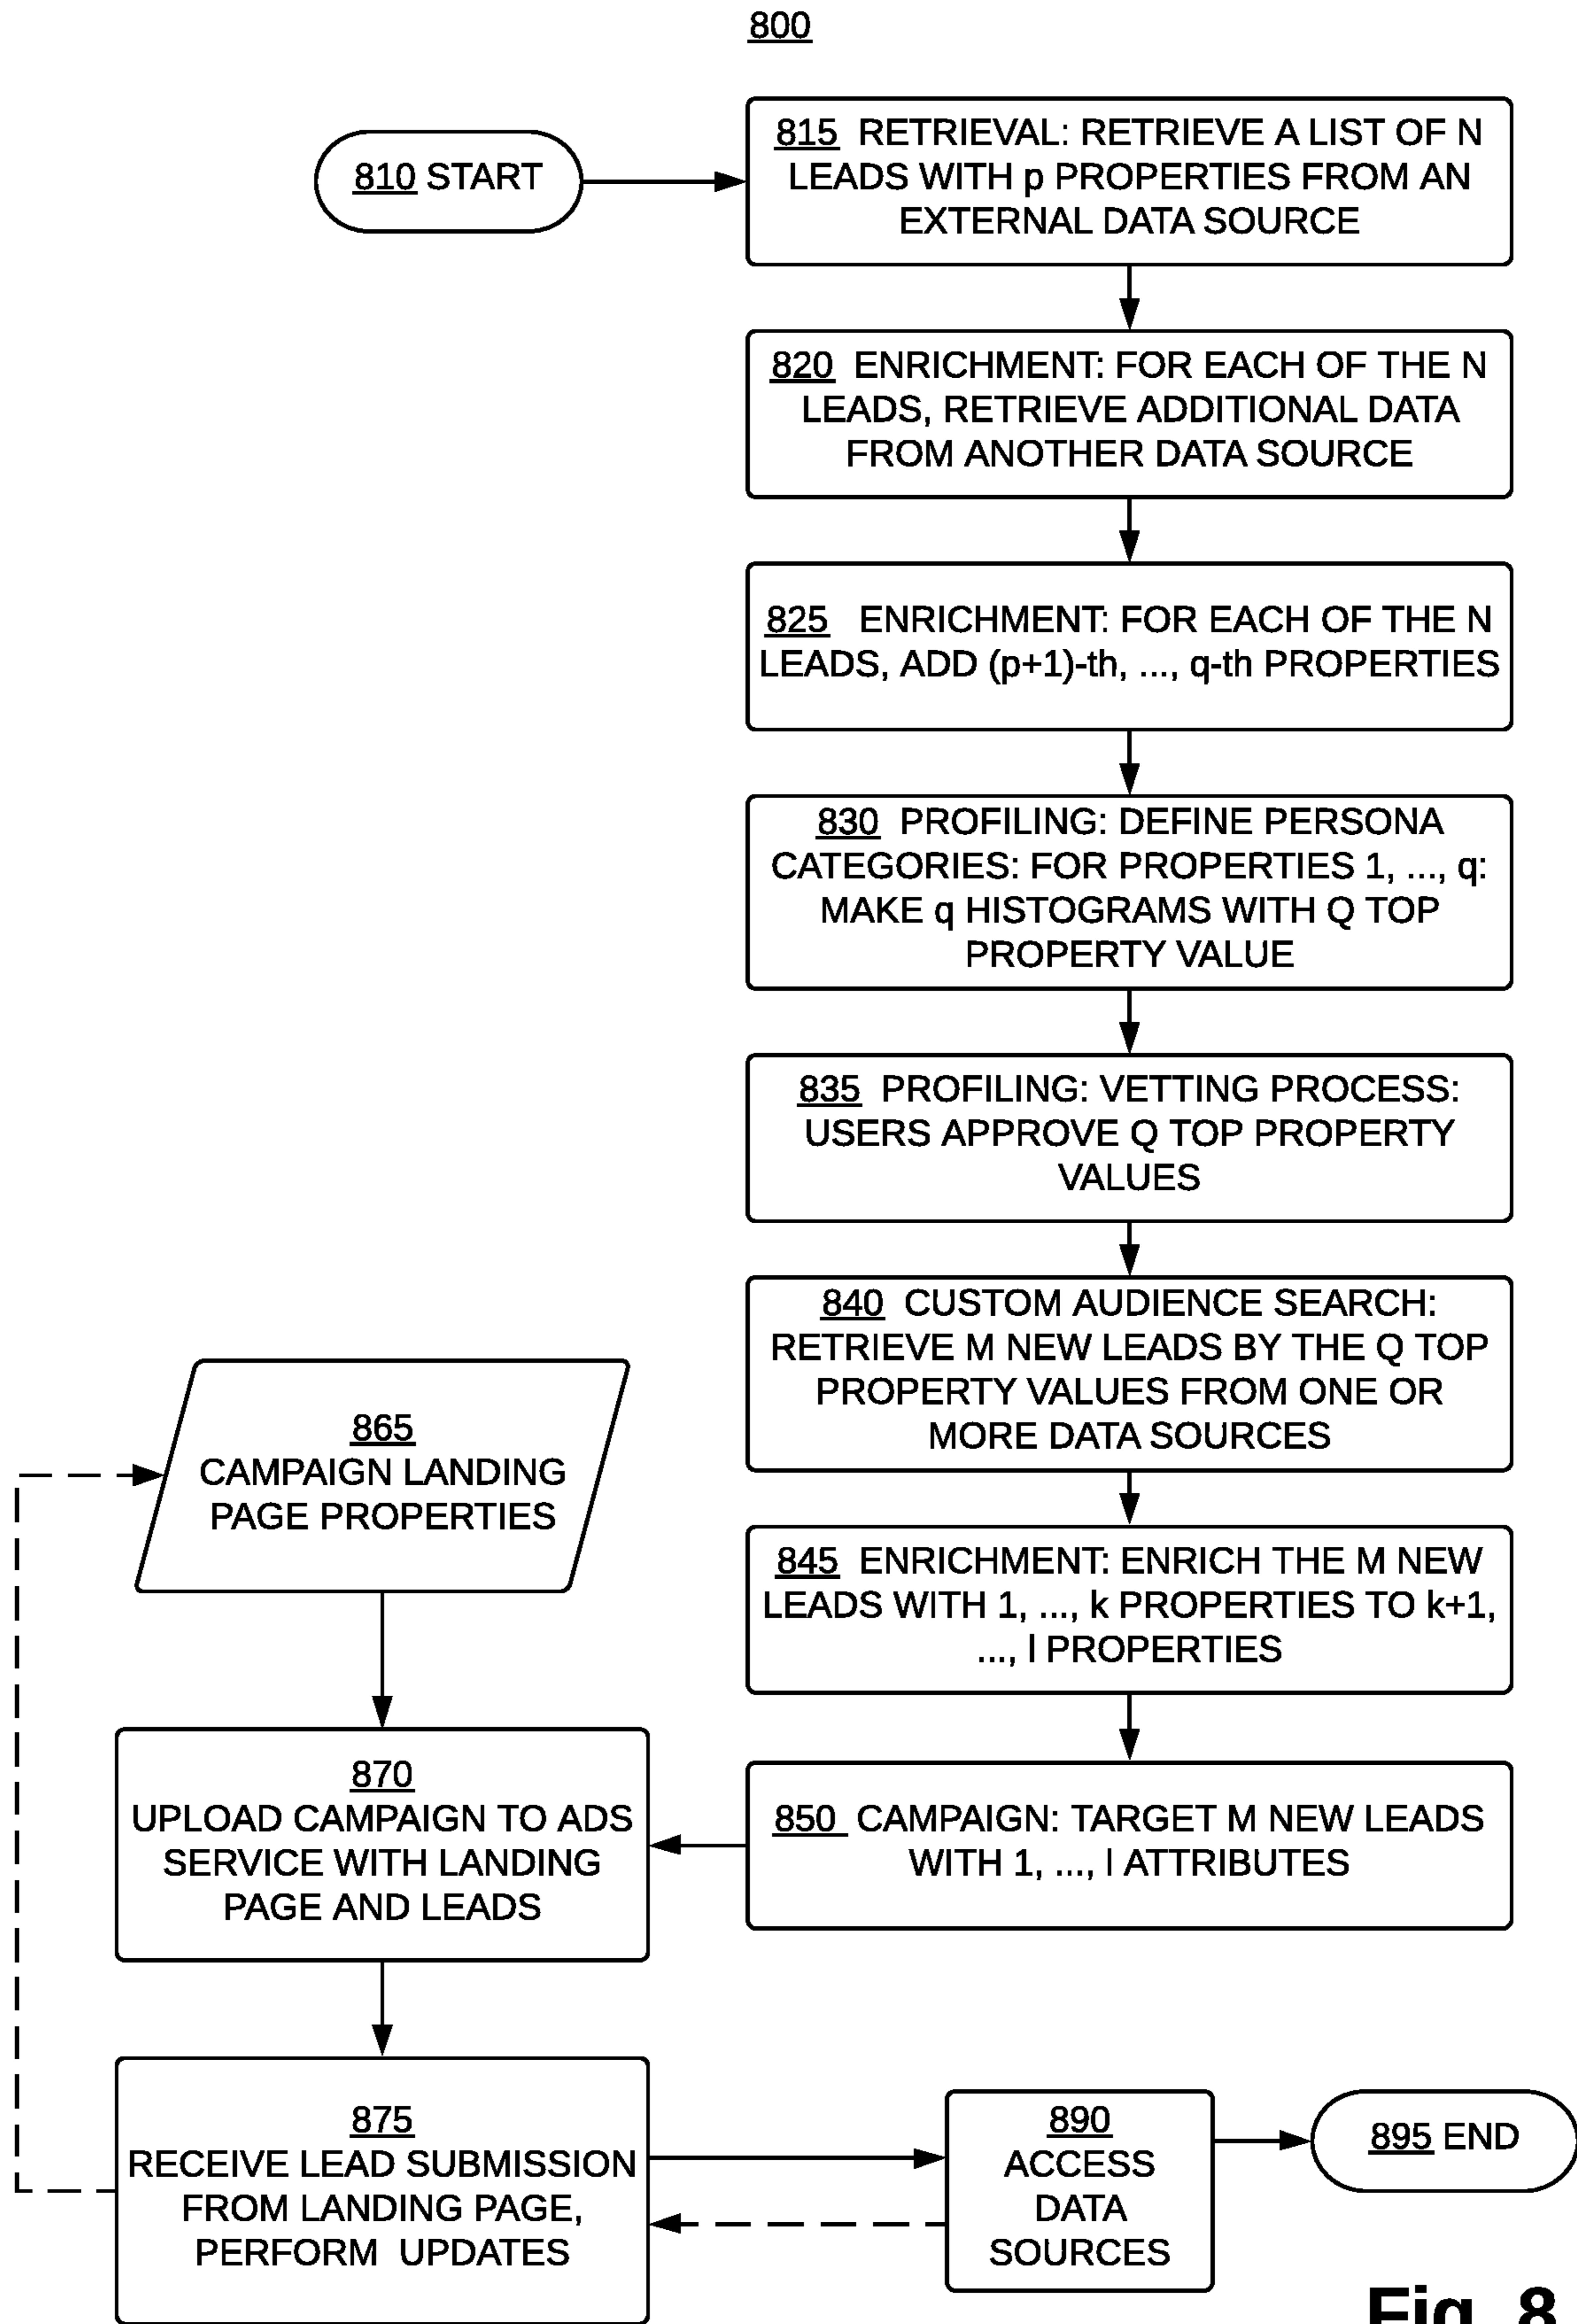 800
810 START
815 RETRIEVAL: RETRIEVE A LIST OF N
LEADS WITH p PROPERTIES FROM AN
EXTERNAL DATA SOURCE
820 ENRICHMENT: FOR EACH OF THE N
LEADS, RETRIEVE ADDITIONAL DATA
FROM ANOTHER DATA SOURCE
825 ENRICHMENT: FOR EACH OF THE N
LEADS, ADD (p+1)-th, ..., q-th PROPERTIES
830 PROFILING: DEFINE PERSONA
CATEGORIES: FOR PROPERTIES 1, ..., q:
MAKE q HISTOGRAMS WITH Q TOP
PROPERTY VALUE
835 PROFILING: VETTING PROCESS:
USERS APPROVE Q TOP PROPERTY
VALUES
840 CUSTOM AUDIENCE SEARCH:
RETRIEVE M NEW LEADS BY THE Q TOP
PROPERTY VALUES FROM ONE OR
MORE DATA SOURCES
845 ENRICHMENT: ENRICH THE M NEW
LEADS WITH 1, ..., k PROPERTIES TO k+1,
..., l PROPERTIES
850 CAMPAIGN: TARGET M NEW LEADS
WITH 1, ..., l ATTRIBUTES
865
CAMPAIGN LANDING
PAGE PROPERTIES
870
UPLOAD CAMPAIGN TO ADS
SERVICE WITH LANDING
PAGE AND LEADS
875
RECEIVE LEAD SUBMISSION
FROM LANDING PAGE,
PERFORM UPDATES
890
ACCESS
DATA
SOURCES
895 END
Fig. 8